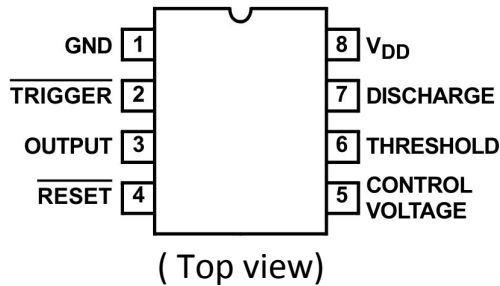 GND 1
TRIGGER 2
OUTPUT 3
RESET 4
8 VDD
7 DISCHARGE
6 THRESHOLD
5 CONTROL
VOLTAGE
( Top view)